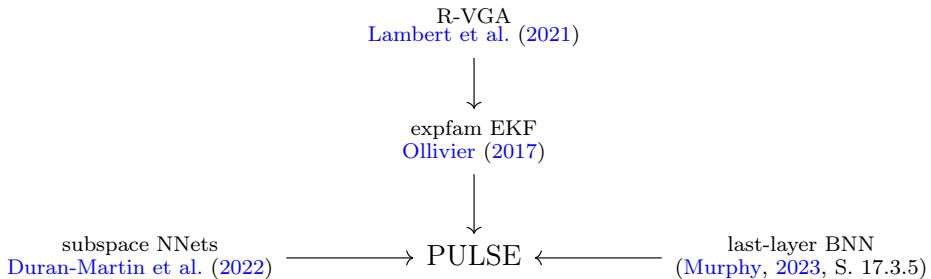 R-VGA
Lambert et al. (2021)
expfam EKF
Ollivier (2017)
subspace NNets
Duran-Martin et al. (2022)
PULSE
last-layer BNN
(Murphy, 2023, S. 17.3.5)